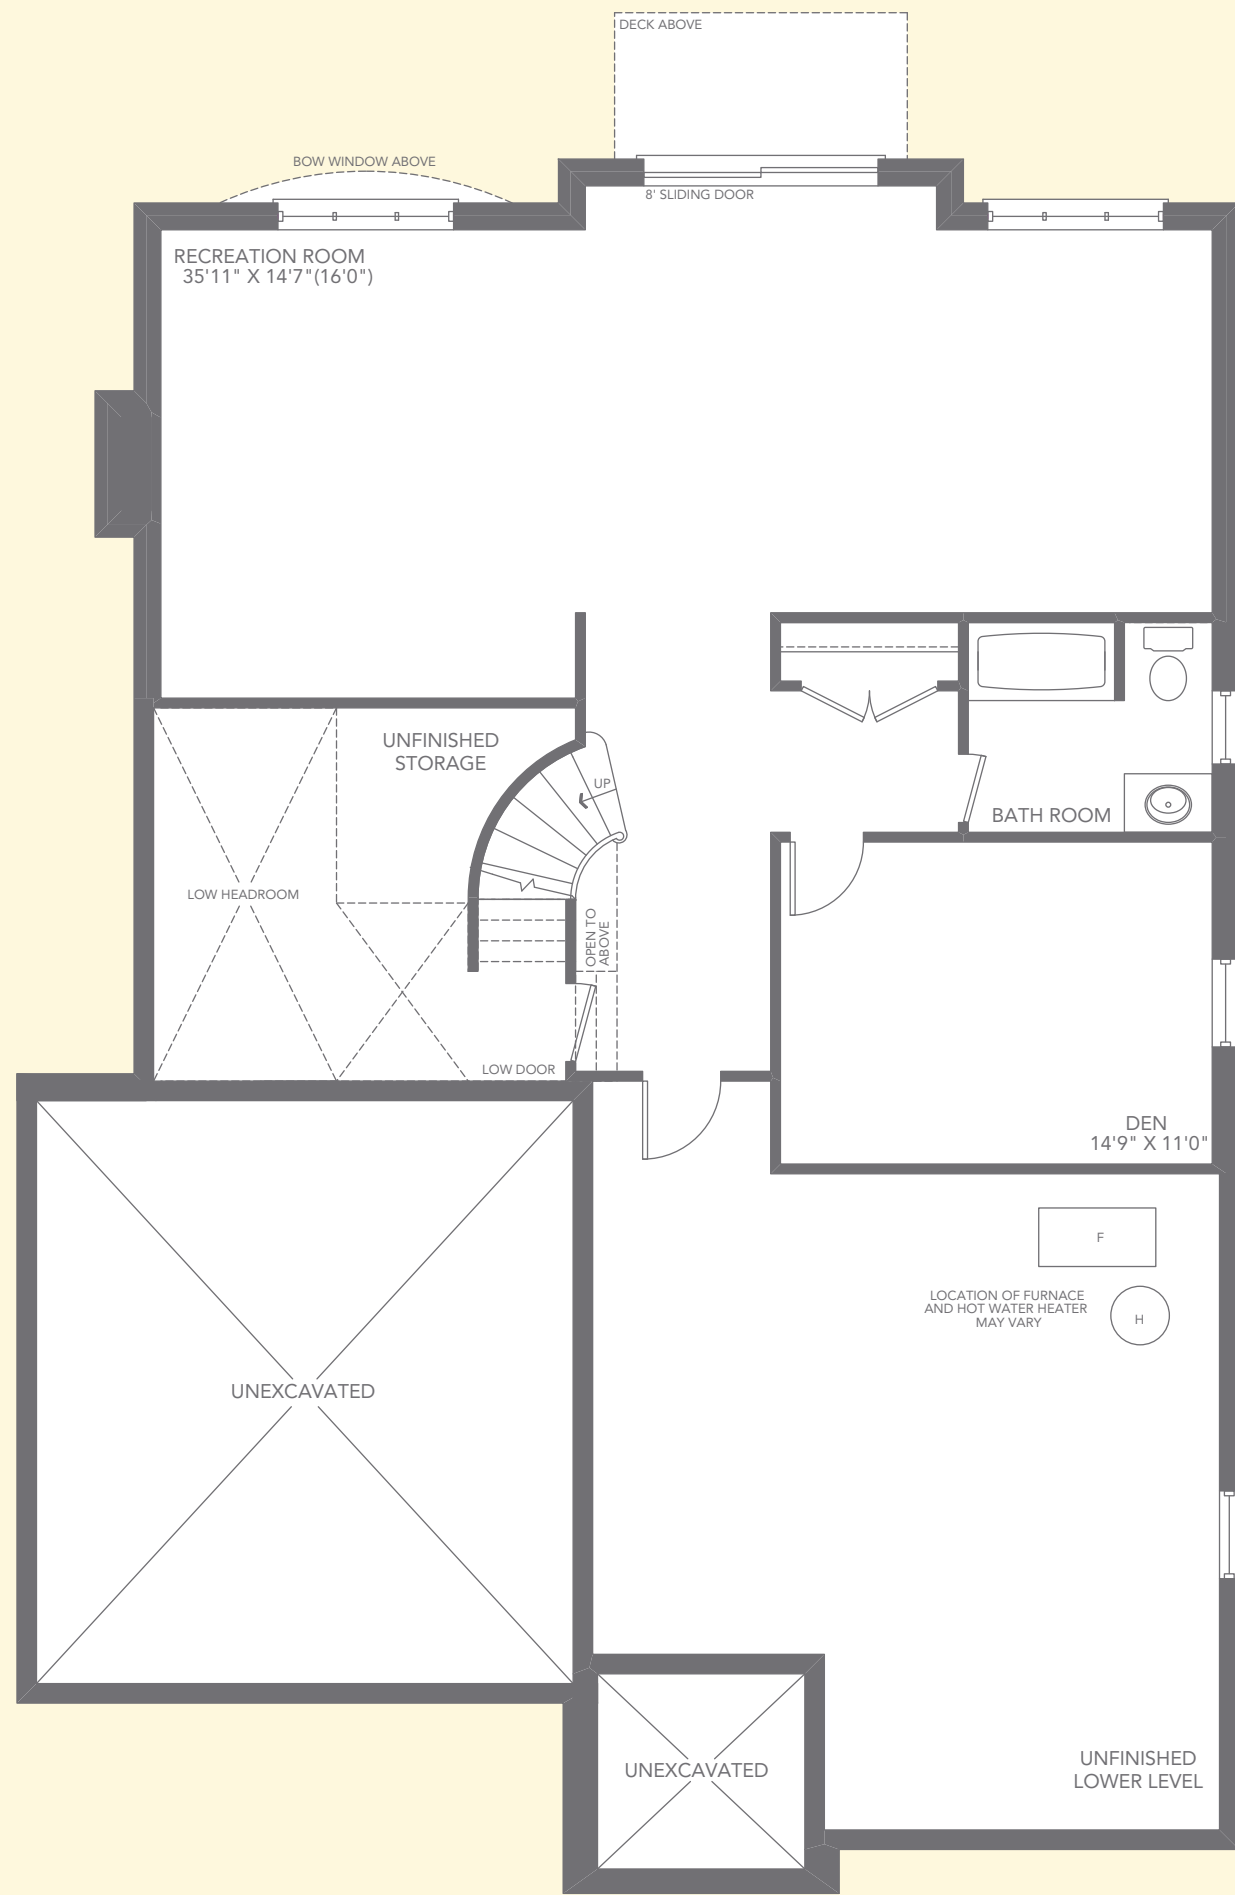 DECK ABOVE
BOW WINDOW ABOVE
8' SLIDING DOOR
RECREATION ROOM
35'11" X 14'7"(16'0")
UNFINISHED
STORAGE
UP
BATH ROOM
LOW HEADROOM
OPEN TO
ABOVE
LOW DOOR
DEN
14'9" X 11'0"
F
LOCATION OF FURNACE
AND HOT WATER HEATER
MAY VARY
H
UNEXCAVATED
UNEXCAVATED
UNFINISHED
LOWER LEVEL